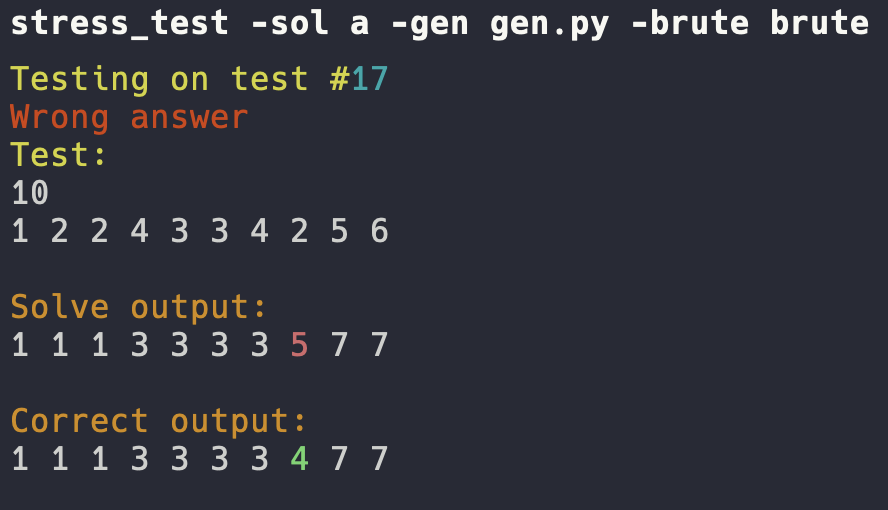 stress_test -sol a -gen gen.py -brute brute
Testing on test #17
Wrong answer
Test:
10
1 2 2 4 3 3 4 2 5 6
Solve output:
1 1 1 3 3 3 3 5 7 7
Correct output:
1 1 1 3 3 3 3 4 7 7